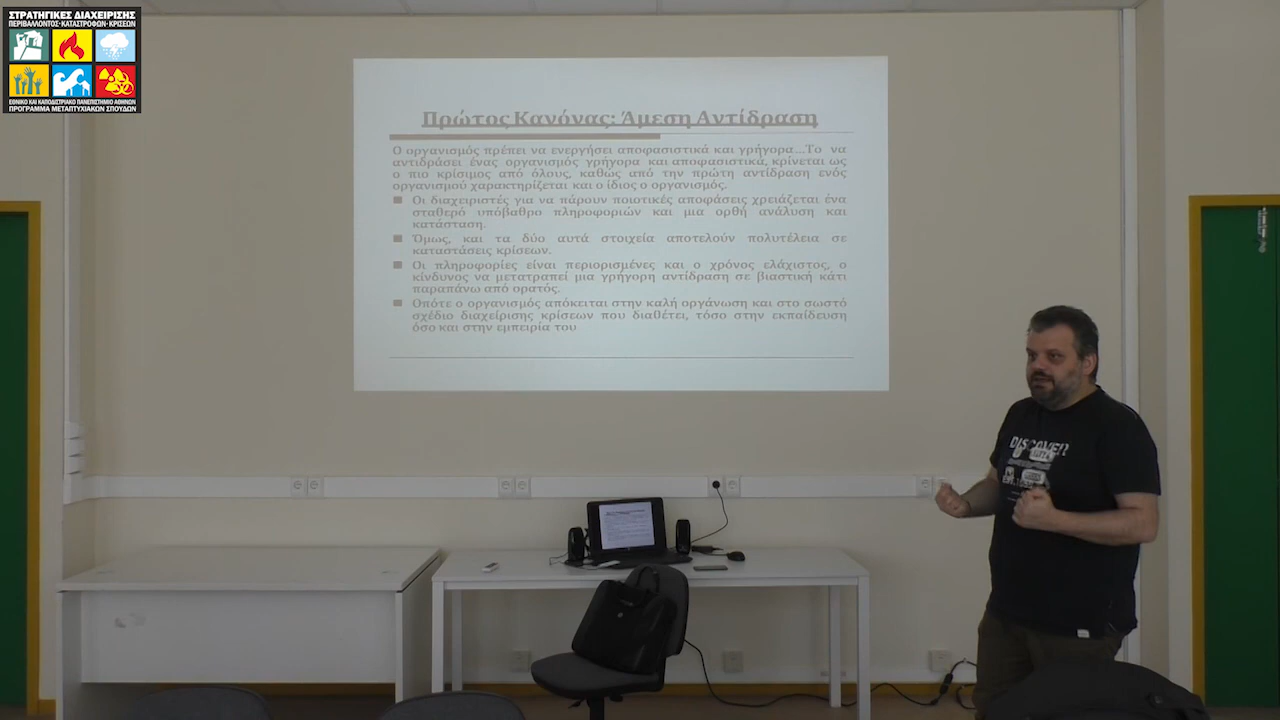 ΣΤΡΑΤΗΓΙΚΕΣ ΔΙΑΧΕΙΡΙΣΗΣ
ΠΕΡΙΒΑΛΛΟΝΤΟΣ·ΚΑΤΑΣΤΡΟΦΩΝ·ΚΡΙΣΕΩΝ
ΕΘΝΙΚΟ ΚΑΙ ΚΑΠΟΔΙΣΤΡΙΑΚΟ ΠΑΝΕΠΙΣΤΗΜΙΟ ΑΘΗΝΩΝ
ΠΡΟΓΡΑΜΜΑ ΜΕΤΑΠΤΥΧΙΑΚΩΝ ΣΠΟΥΔΩΝ
Πρώτος Κανόνας: Άμεση Αντίδραση
Ο οργανισμός πρέπει να ενεργήσει αποφασιστικά και γρήγορα...Το να
αντιδράσει ένας οργανισμός γρήγορα και αποφασιστικά, κρίνεται ως
ο πιο κρίσιμος από όλους, καθώς από την πρώτη αντίδραση ενός
οργανισμού χαρακτηρίζεται και ο ίδιος ο οργανισμός.
Οι διαχειριστές για να πάρουν ποιοτικές αποφάσεις χρειάζεται ένα
σταθερό υπόβαθρο πληροφοριών και μια ορθή ανάλυση και
κατάσταση.
Όμως, και τα δύο αυτά στοιχεία αποτελούν πολυτέλεια σε
καταστάσεις κρίσεων.
Οι πληροφορίες είναι περιορισμένες και ο χρόνος ελάχιστος, ο
κίνδυνος να μετατραπεί μια γρήγορη αντίδραση σε βιαστική κάτι
παραπάνω από ορατός.
Οπότε ο οργανισμός απόκειται στην καλή οργάνωση και στο σωστό
σχέδιο διαχείρισης κρίσεων που διαθέτει, τόσο στην εκπαίδευση
όσο και στην εμπειρία του
DISCOVER